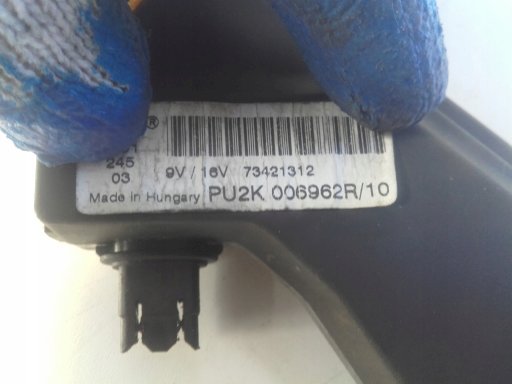 ®
245
03 9V / 16V 73421312
Made in Hungary PU2K 006962R/10